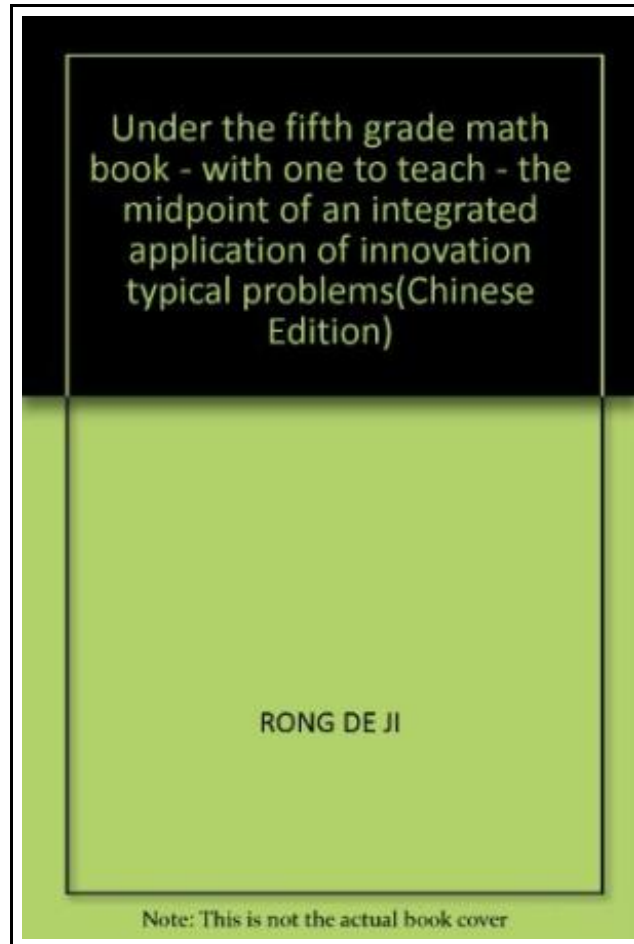 Under the fifth grade math
book - with one to teach - the
midpoint of an integrated
application of innovation
typical problems(Chinese
Edition)
RONG DE JI
Note: This is not the actual book cover